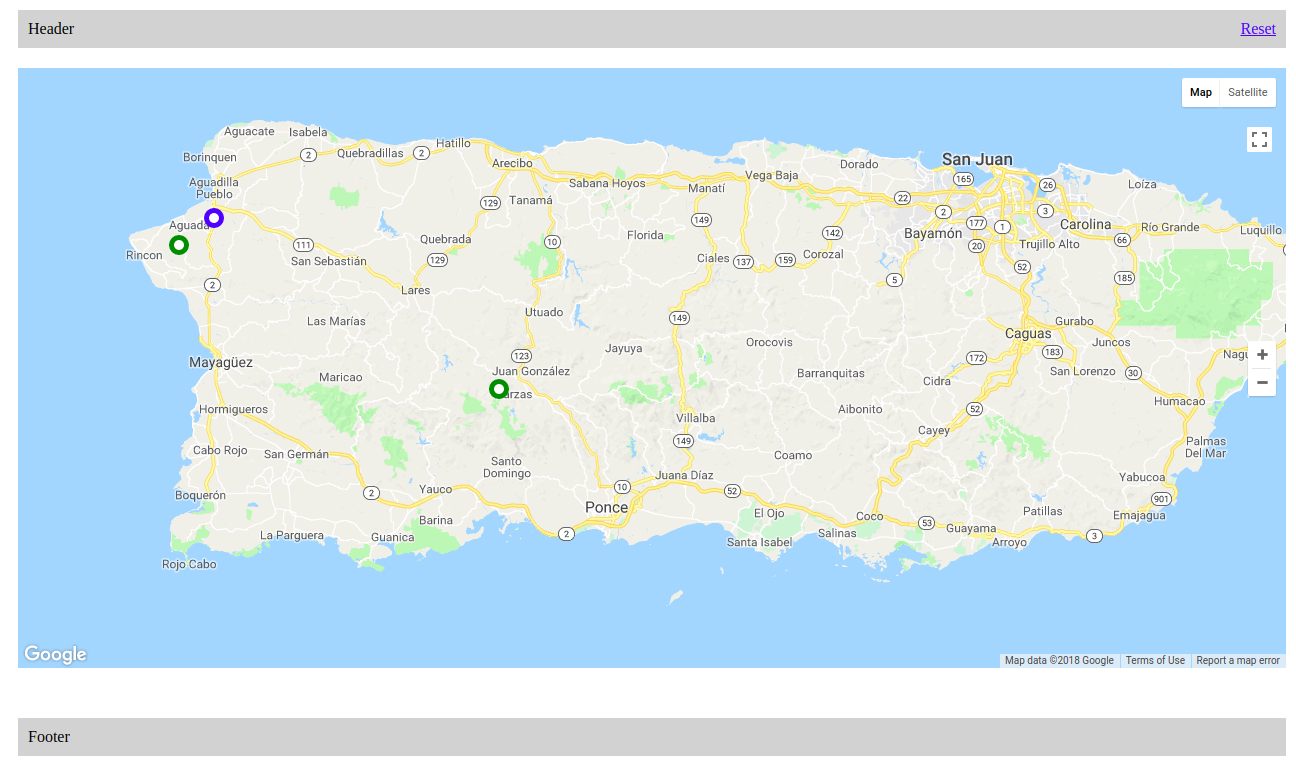 Header
Reset
Map
Satellite
Aguacate
Isabela
2
Quebradillas
2
Hatillo
Borinquen
Arecibo
San Juan
Dorado
Vega Baja
165
Aguadilla
Pueblo
Sabana Hoyos
Manatí
26
Loíza
129
Tanamá
22
2
3
149
177
1
Carolina
Aguada
Río Grande
Luquillo
Quebrada
10
Florida
142
Bayamón
66
111
20
Trujillo Alto
Rincon
San Sebastián
129
Ciales
137
159
Corozal
52
2
Lares
5
185
Utuado
149
Las Marías
Gurabo
Caguas
Jayuya
Orocovis
Juncos
Mayagüez
123
172
183
Nagu
Maricao
Juan González
Barranquitas
Cidra
San Lorenzo
30
arzas
Hormigueros
Aibonito
52
Humacao
Villalba
Cayey
149
Palmas
Del Mar
Cabo Rojo
San Germán
Santo
Domingo
Coamo
Juana Díaz
Yabucoa
Boquerón
2
Yauco
10
52
901
Ponce
El Ojo
Coco
Patillas
Emajagua
Barina
53
Guayama
La Parguera
Guanica
2
Santa Isabel
Salinas
Arroyo
3
Rojo Cabo
Google
Map data ©2018 Google
Terms of Use
Report a map error
Footer